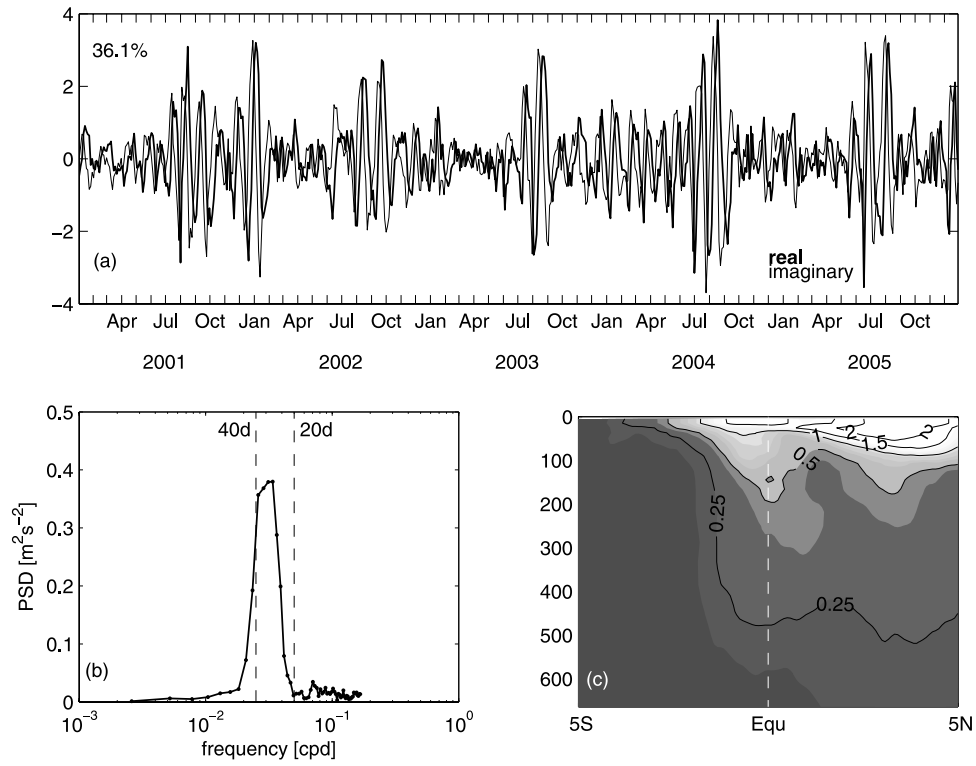 4
2
0
−2
−4
36.1%
(a)
real
imaginary
Apr Jul Oct Jan Apr Jul Oct Jan Apr Jul Oct Jan Apr Jul Oct Jan Apr Jul Oct
2001 2002 2003 2004 2005
0.5
0.4
0.3
0.2
0.1
0
PSD [m²s⁻²]
40d 20d
(b)
10⁻³ 10⁻² 10⁻¹ 10⁰
frequency [cpd]
0
100
200
300
400
500
600
1 2 1.5 2
0.5
0.25
0.25
(c)
5S Equ 5N